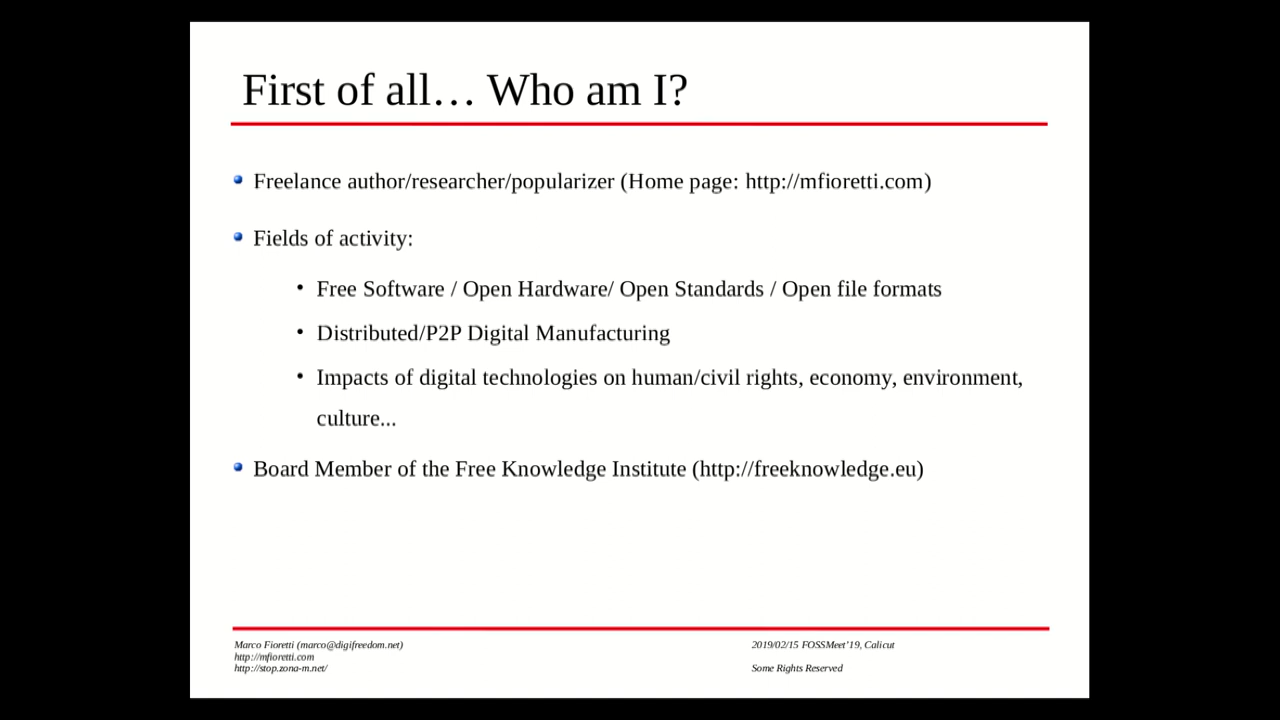 First of all… Who am I?
Freelance author/researcher/popularizer (Home page: http://mfioretti.com)
Fields of activity:
Free Software / Open Hardware/ Open Standards / Open file formats
Distributed/P2P Digital Manufacturing
Impacts of digital technologies on human/civil rights, economy, environment,
culture...
Board Member of the Free Knowledge Institute (http://freeknowledge.eu)
Marco Fioretti (marco@digifreedom.net)
http://mfioretti.com
http://stop.zona-m.net/
2019/02/15 FOSSMeet'19, Calicut
Some Rights Reserved